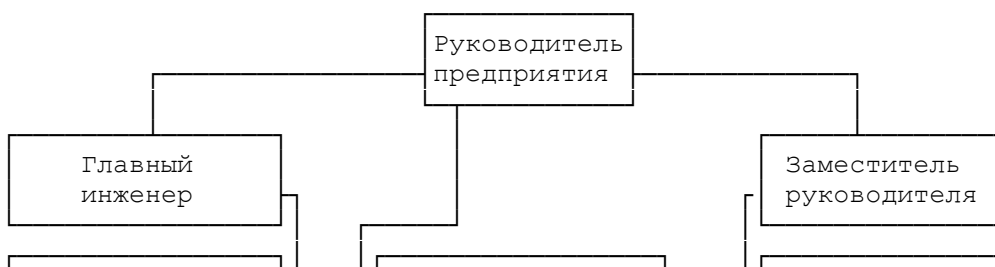 Руководитель
предприятия
Главный
инженер
Заместитель
руководителя